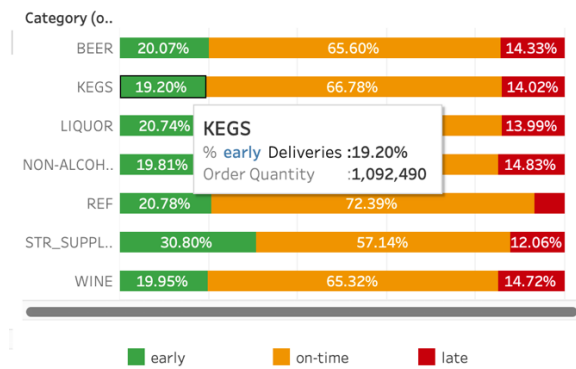 Category (o..
BEER 20.07% 65.60% 14.33%
KEGS 19.20% 66.78% 14.02%
LIQUOR 20.74% 13.99%
KEGS
% early Deliveries :19.20%
Order Quantity :1,092,490
NON-ALCOH.. 19.81% 14.83%
REF 20.78% 72.39%
STR_SUPPL.. 30.80% 57.14% 12.06%
WINE 19.95% 65.32% 14.72%
early on-time late